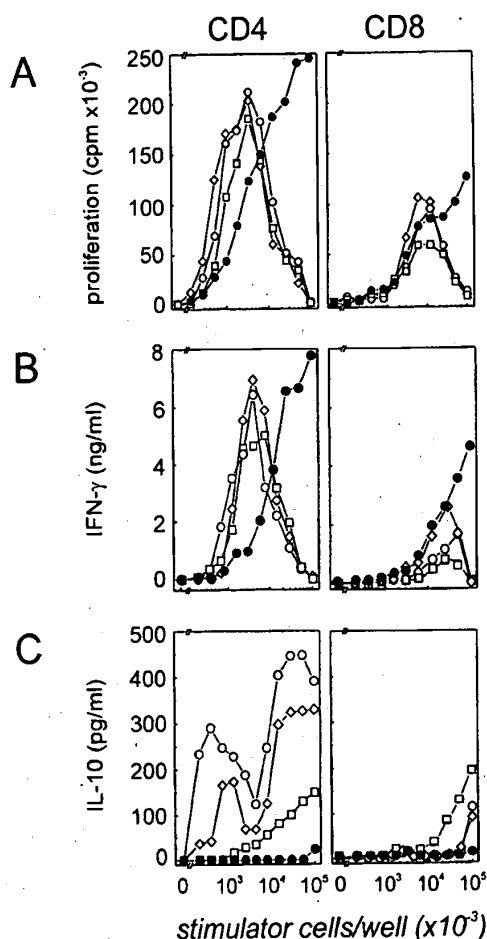 CD4 CD8
A
proliferation (cpm x10⁻³)
250
200
150
100
50
0
B
IFN-γ (ng/ml)
8
6
4
2
0
C
IL-10 (pg/ml)
500
400
300
200
100
0
0 10³ 10⁴ 10⁵ 0 10³ 10⁴ 10⁵
stimulator cells/well (x10⁻³)